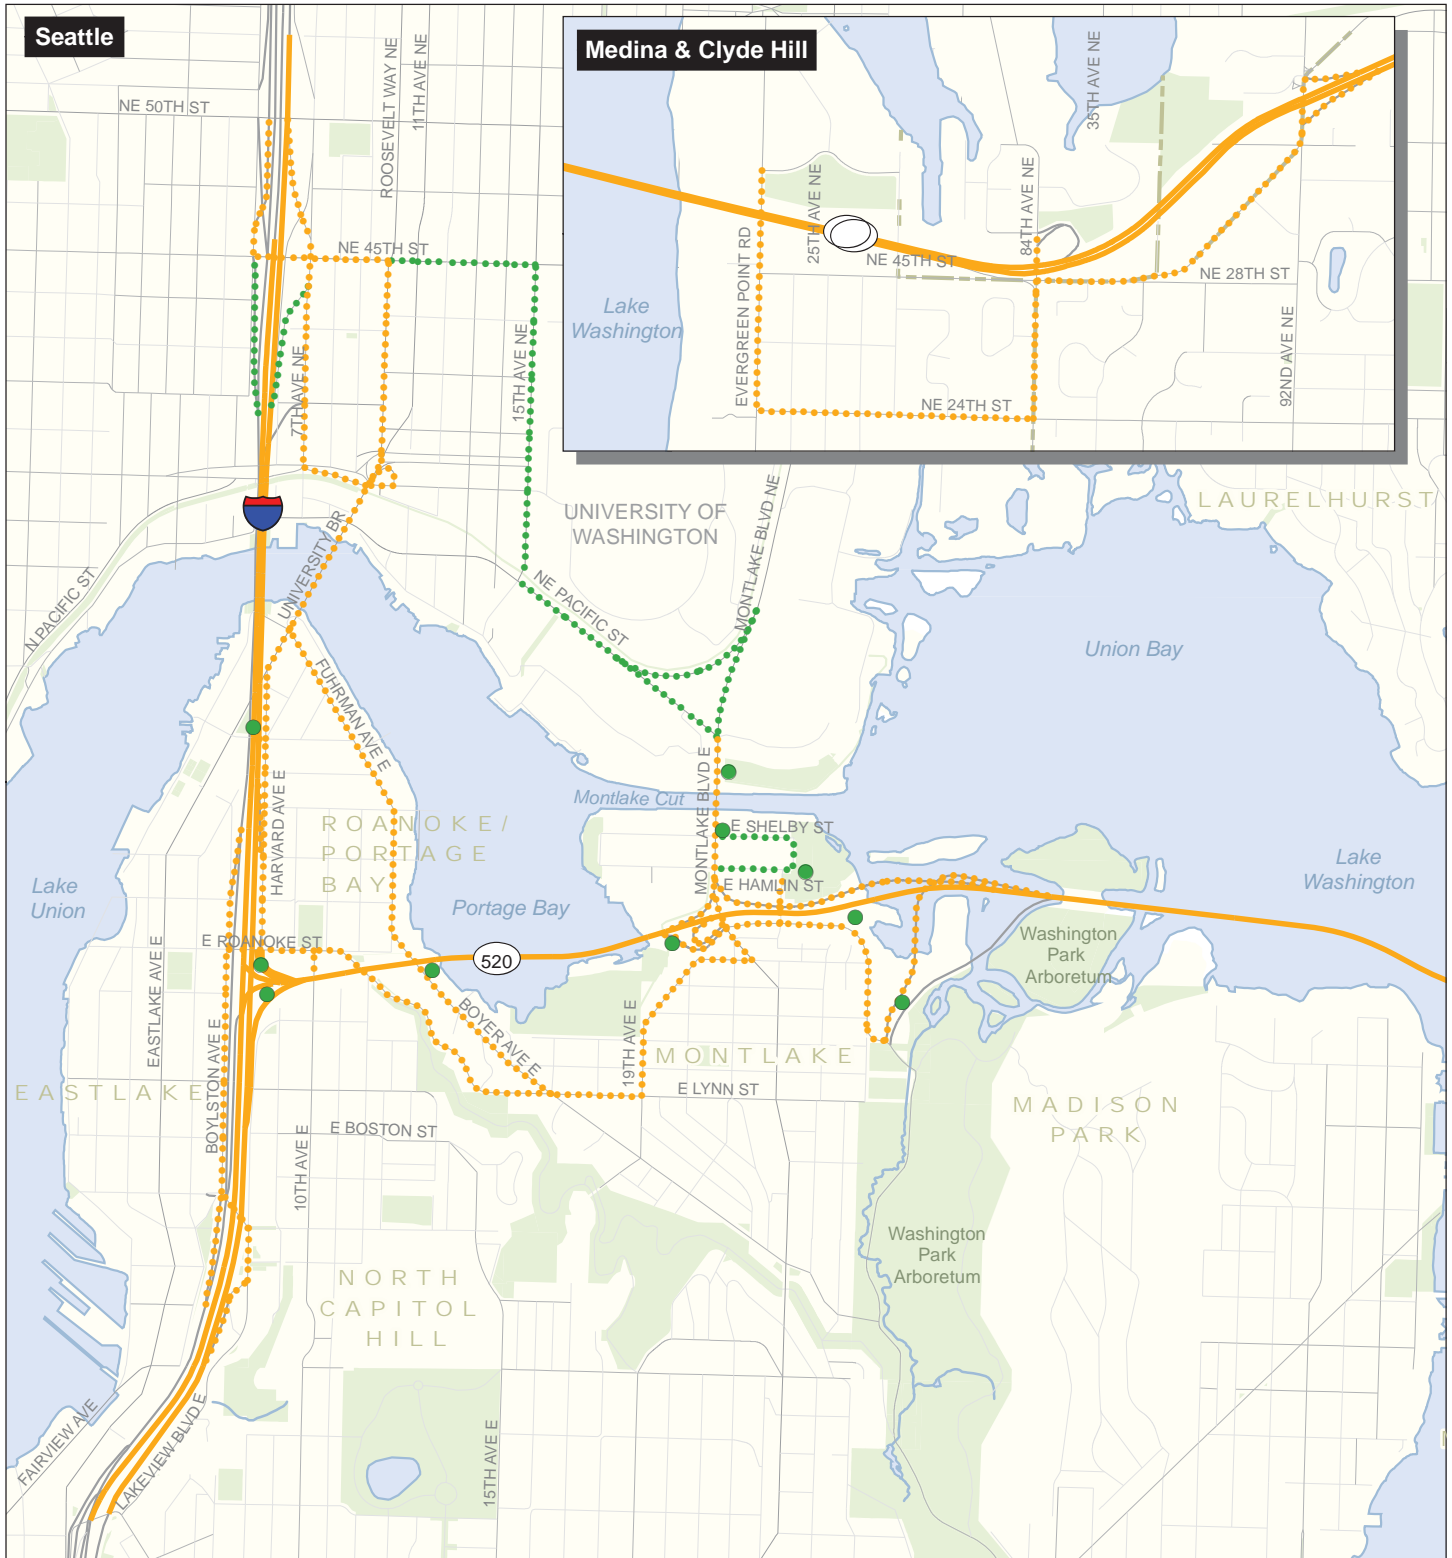 Seattle
Medina & Clyde Hill
NE 50TH ST
ROOSEVELT WAY NE
11TH AVE NE
35TH AVE NE
25TH AVE NE
84TH AVE NE
EVERGREEN POINT RD
NE 45TH ST
NE 45TH ST
NE 28TH ST
Lake
Washington
92ND AVE NE
NE 24TH ST
7TH AVE NE
15TH AVE NE
UNIVERSITY OF
WASHINGTON
MONTLAKE BLVD NE
LAURELHURST
UNIVERSITY BR
N PACIFIC ST
NE PACIFIC ST
Union Bay
FUHRMAN AVE E
HARVARD AVE E
MONTLAKE BLVD E
Montlake Cut
E SHELBY ST
ROANOKE/
PORTAGE
BAY
E HAMLIN ST
Lake
Union
Lake
Washington
Portage Bay
E ROANOKE ST
520
Washington
Park
Arboretum
EASTLAKE AVE E
BOYER AVE E
19TH AVE E
MONTLAKE
EASTLAKE
BOYLSTON AVE E
E LYNN ST
MADISON
PARK
E BOSTON ST
10TH AVE E
Washington
Park
Arboretum
NORTH
CAPITOL
HILL
FAIRVIEW AVE
LAKEVIEW BLVD E
15TH AVE E